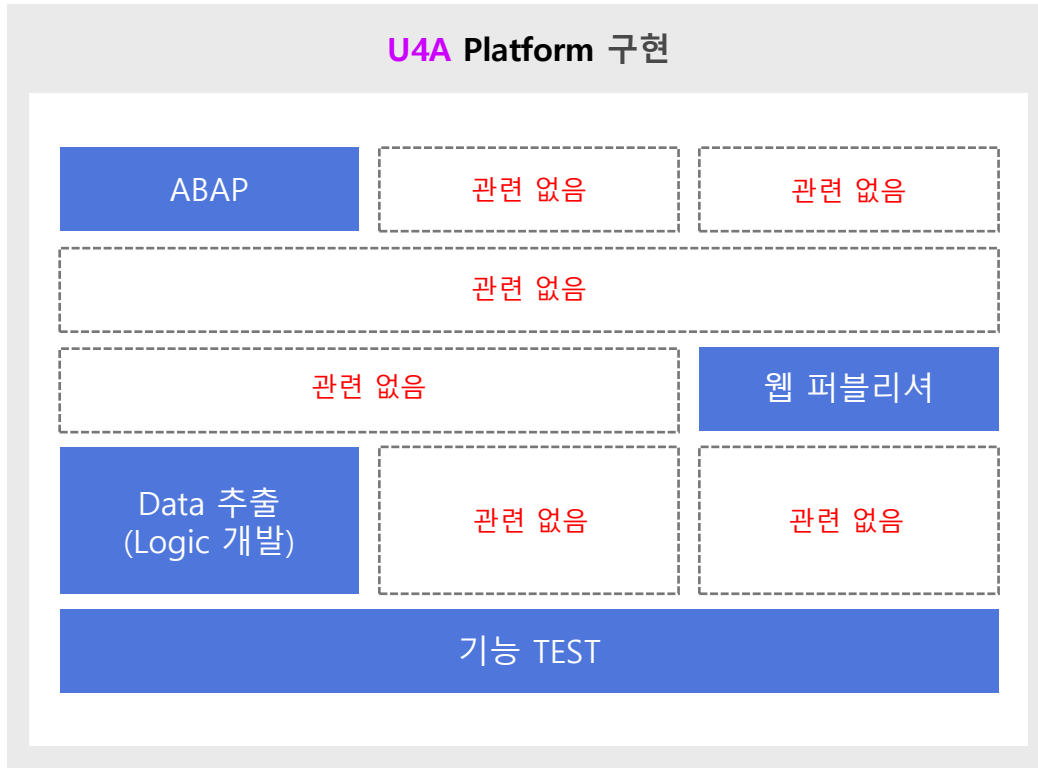 U4A Platform 구현
ABAP
관련 없음
관련 없음
관련 없음
관련 없음
웹 퍼블리셔
Data 추출
(Logic 개발)
관련 없음
관련 없음
기능 TEST